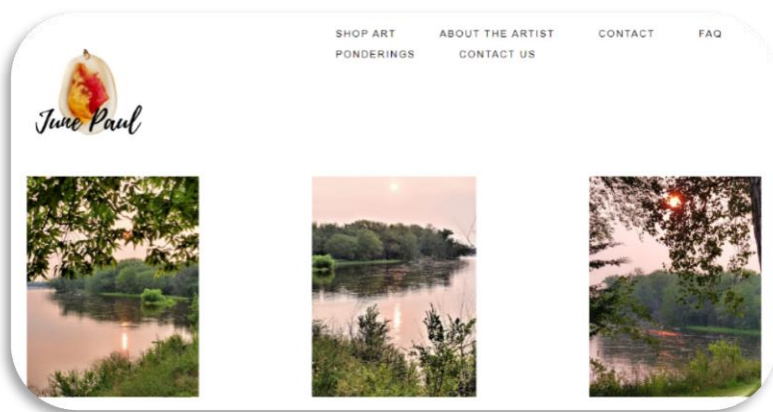 SHOP ART ABOUT THE ARTIST CONTACT FAQ
PONDERINGS CONTACT US
June Paul